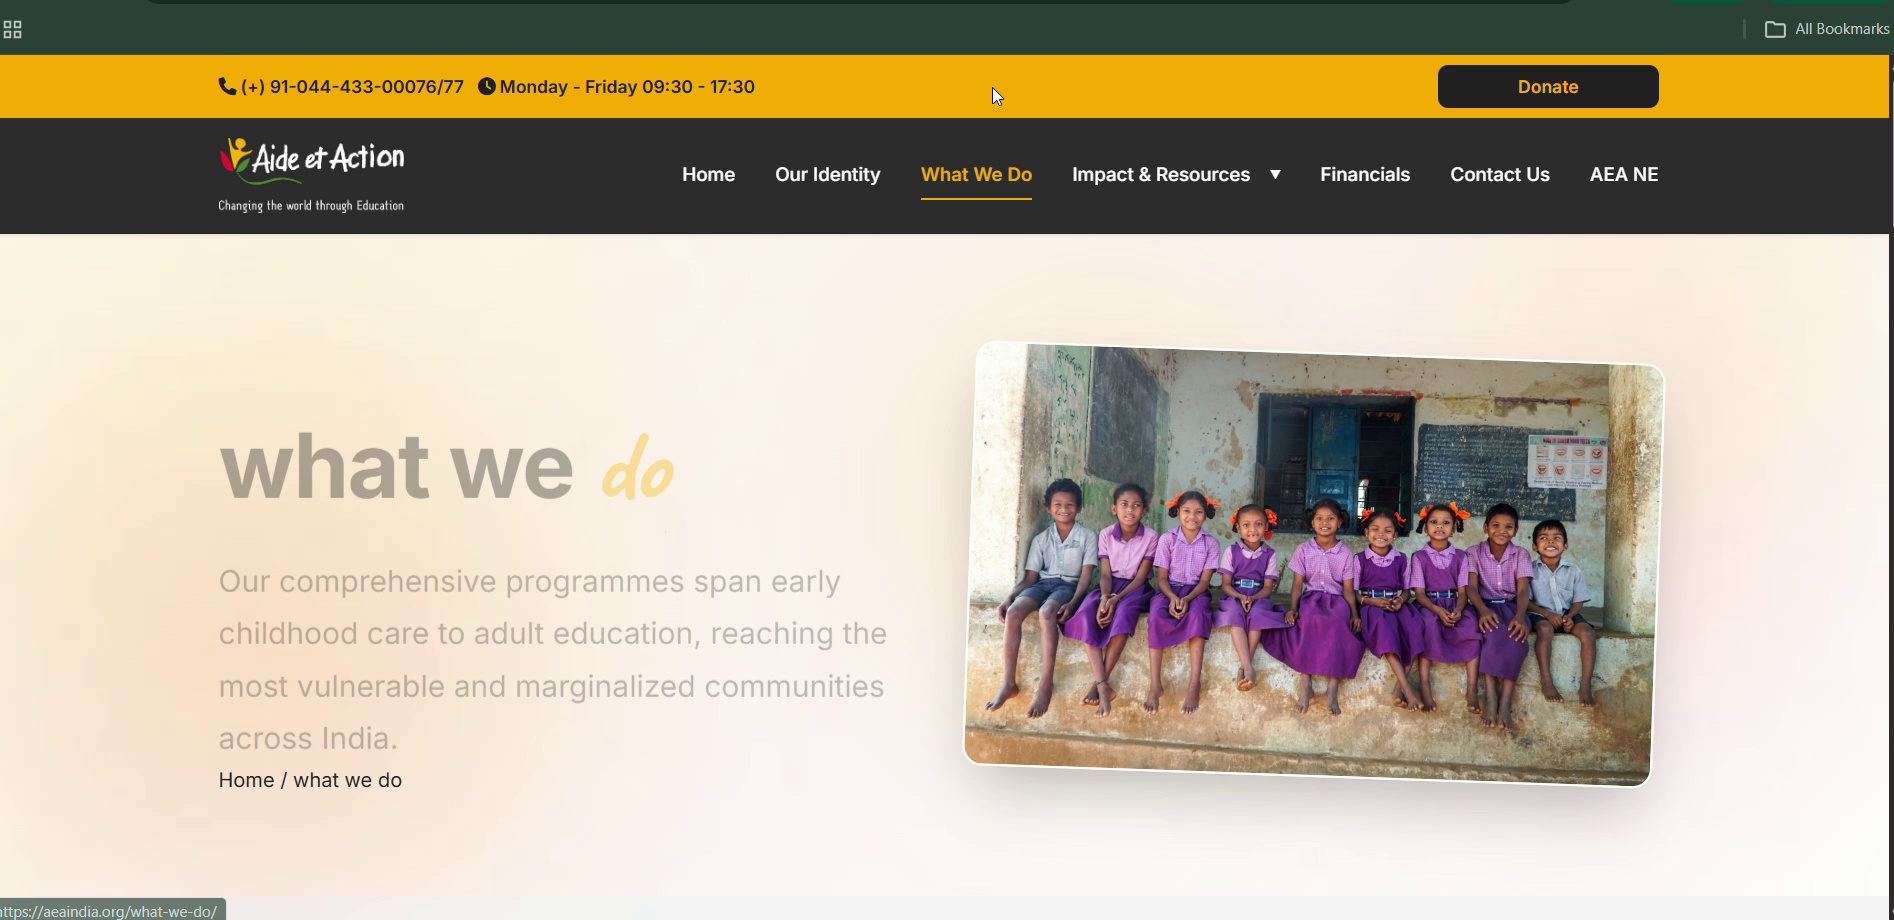 All Bookmarks
(+) 91-044-433-00076/77 Monday - Friday 09:30 - 17:30
Donate
Aide et Action
Changing the world through Education
Home Our Identity What We Do Impact & Resources Financials Contact Us AEA NE
what we do
Our comprehensive programmes span early
childhood care to adult education, reaching the
most vulnerable and marginalized communities
across India.
Home / what we do
https://aeaindia.org/what-we-do/